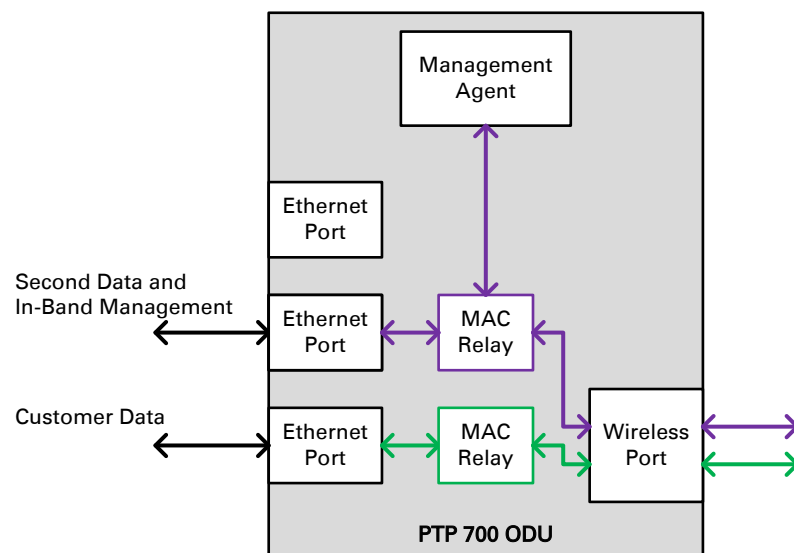 Management
Agent
Ethernet
Port
Second Data and
In-Band Management
Ethernet
Port
MAC
Relay
Customer Data
Ethernet
Port
MAC
Relay
Wireless
Port
PTP 700 ODU